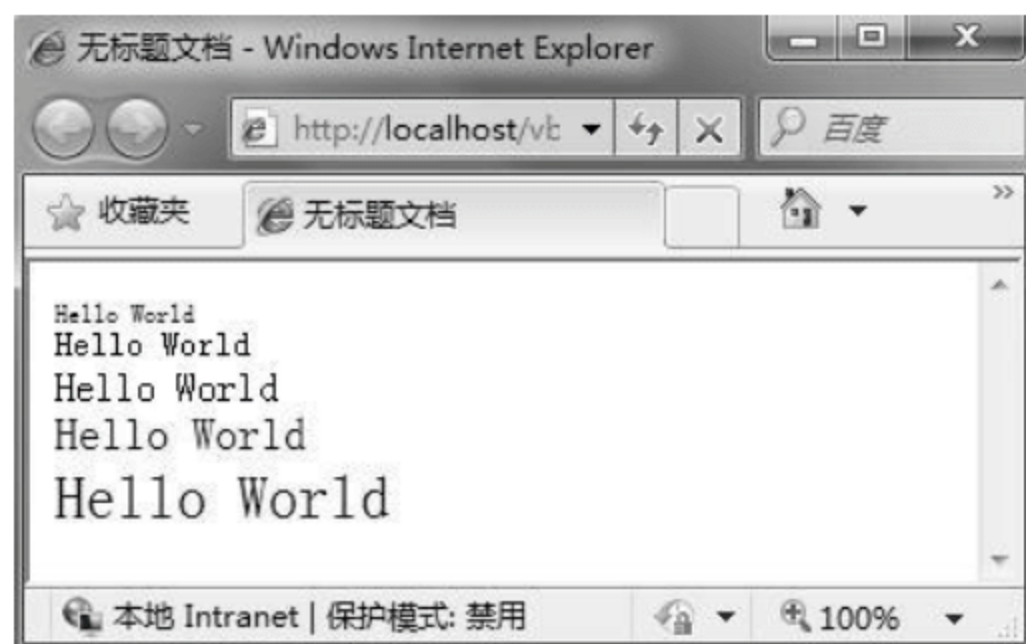 无标题文档 - Windows Internet Explorer
http://localhost/vb
百度
收藏夹
无标题文档
Hello World
Hello World
Hello World
Hello World
Hello World
本地 Intranet | 保护模式: 禁用
100%